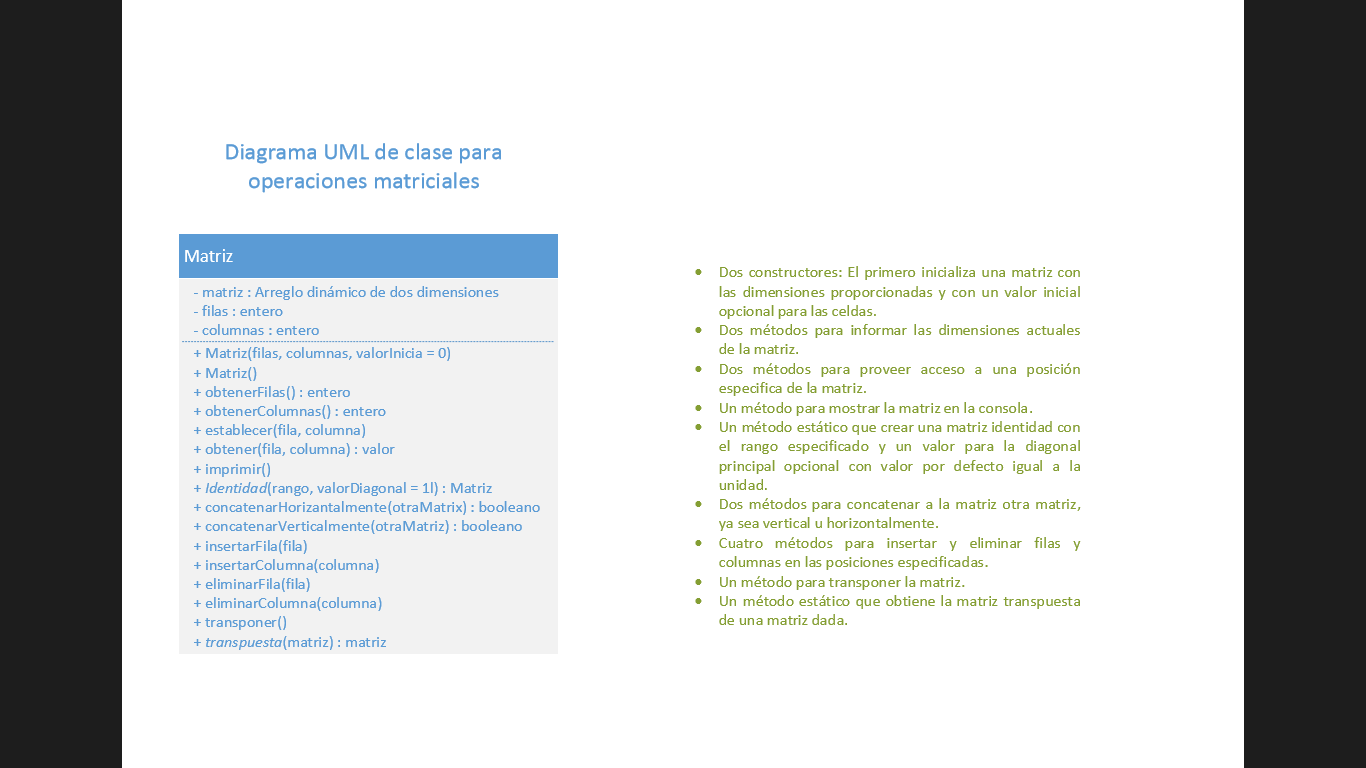 Diagrama UML de clase para
operaciones matriciales
Matriz
- matriz : Arreglo dinámico de dos dimensiones
- filas : entero
- columnas : entero
+ Matriz(filas, columnas, valorInicia = 0)
+ Matriz()
+ obtenerFilas() : entero
+ obtenerColumnas() : entero
+ establecer(fila, columna)
+ obtener(fila, columna) : valor
+ imprimir()
+ Identidad(rango, valorDiagonal = 1l) : Matriz
+ concatenarHorizantalmente(otraMatrix) : booleano
+ concatenarVerticalmente(otraMatriz) : booleano
+ insertarFila(fila)
+ insertarColumna(columna)
+ eliminarFila(fila)
+ eliminarColumna(columna)
+ transponer()
+ transpuesta(matriz) : matriz
• Dos constructores: El primero inicializa una matriz con
las dimensiones proporcionadas y con un valor inicial
opcional para las celdas.
• Dos métodos para informar las dimensiones actuales
de la matriz.
• Dos métodos para proveer acceso a una posición
especifica de la matriz.
• Un método para mostrar la matriz en la consola.
• Un método estático que crear una matriz identidad con
el rango especificado y un valor para la diagonal
principal opcional con valor por defecto igual a la
unidad.
• Dos métodos para concatenar a la matriz otra matriz,
ya sea vertical u horizontalmente.
• Cuatro métodos para insertar y eliminar filas y
columnas en las posiciones especificadas.
• Un método para transponer la matriz.
• Un método estático que obtiene la matriz transpuesta
de una matriz dada.